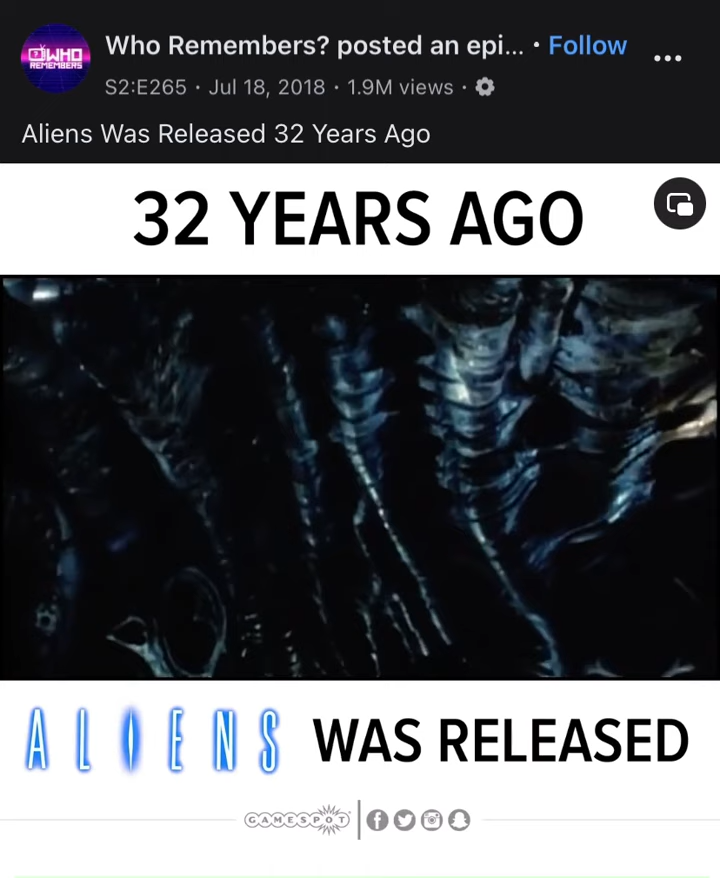 WHO
REMEMBERS
Who Remembers? posted an epi... · Follow
S2:E265 · Jul 18, 2018 · 1.9M views ·
Aliens Was Released 32 Years Ago
32 YEARS AGO
ALIENS WAS RELEASED
GAMESPOT